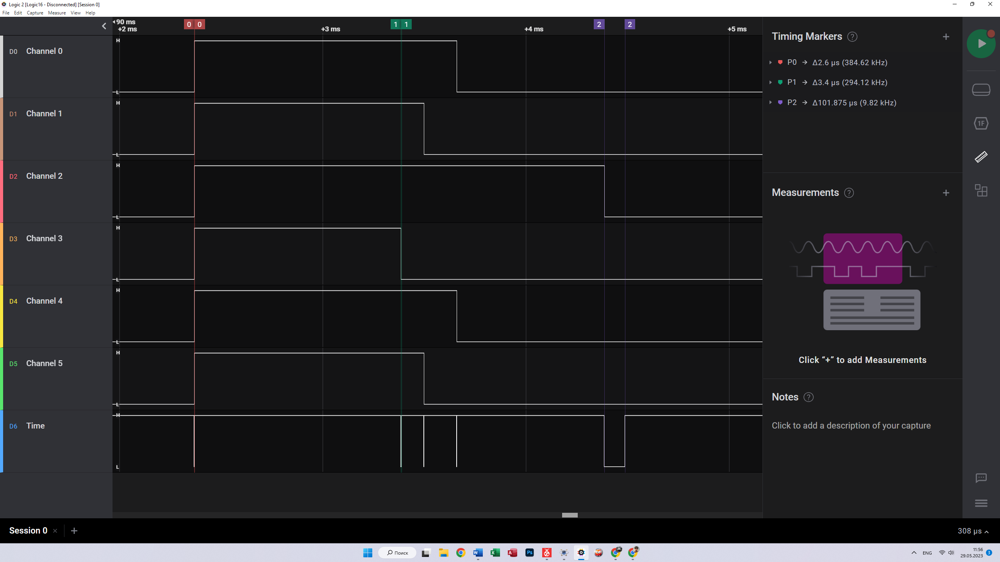 Logic 2 [Logic16 - Disconnected] [Session 0]
File Edit Capture Measure View Help
90 ms
+2 ms +3 ms +4 ms +5 ms
0 0 1 1 2 2
H
D0 Channel 0
L
H
D1 Channel 1
L
H
D2 Channel 2
L
H
D3 Channel 3
L
H
D4 Channel 4
L
H
D5 Channel 5
L
H
D6 Time
L
Timing Markers ? +
P0 → Δ2.6 μs (384.62 kHz)
P1 → Δ3.4 μs (294.12 kHz)
P2 → Δ101.875 μs (9.82 kHz)
Measurements ? +
Click “+” to add Measurements
Notes ?
Click to add a description of your capture
1F
Session 0 × +
308 μs
Поиск
W
X
A
Ps
ENG
11:56
29.05.2023
3